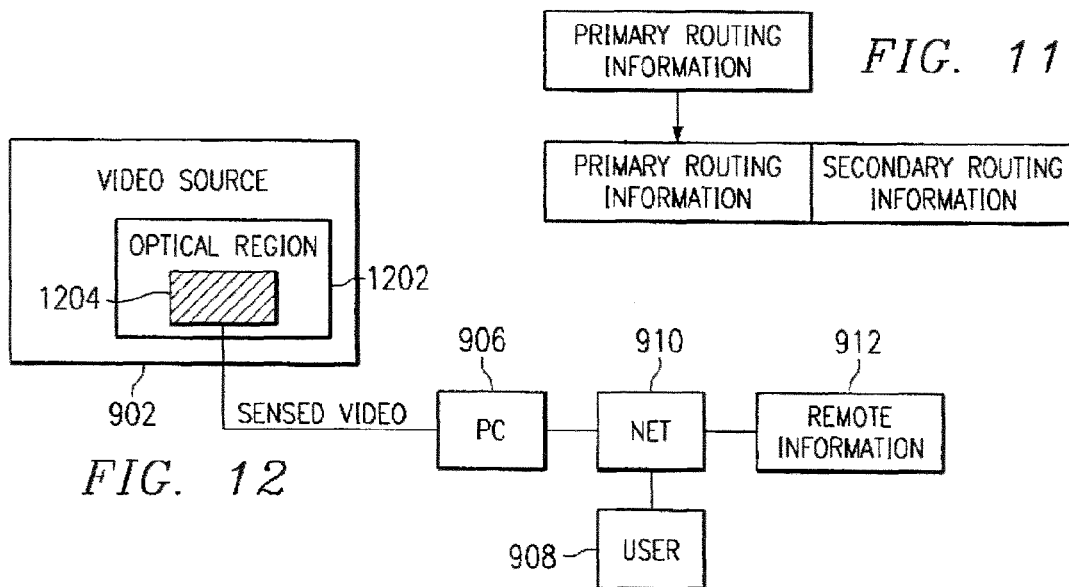 PRIMARY ROUTING
INFORMATION
FIG. 11
PRIMARY ROUTING
INFORMATION
SECONDARY ROUTING
INFORMATION
VIDEO SOURCE
OPTICAL REGION
1204
1202
902
SENSED VIDEO
906
PC
910
NET
912
REMOTE
INFORMATION
908
USER
FIG. 12